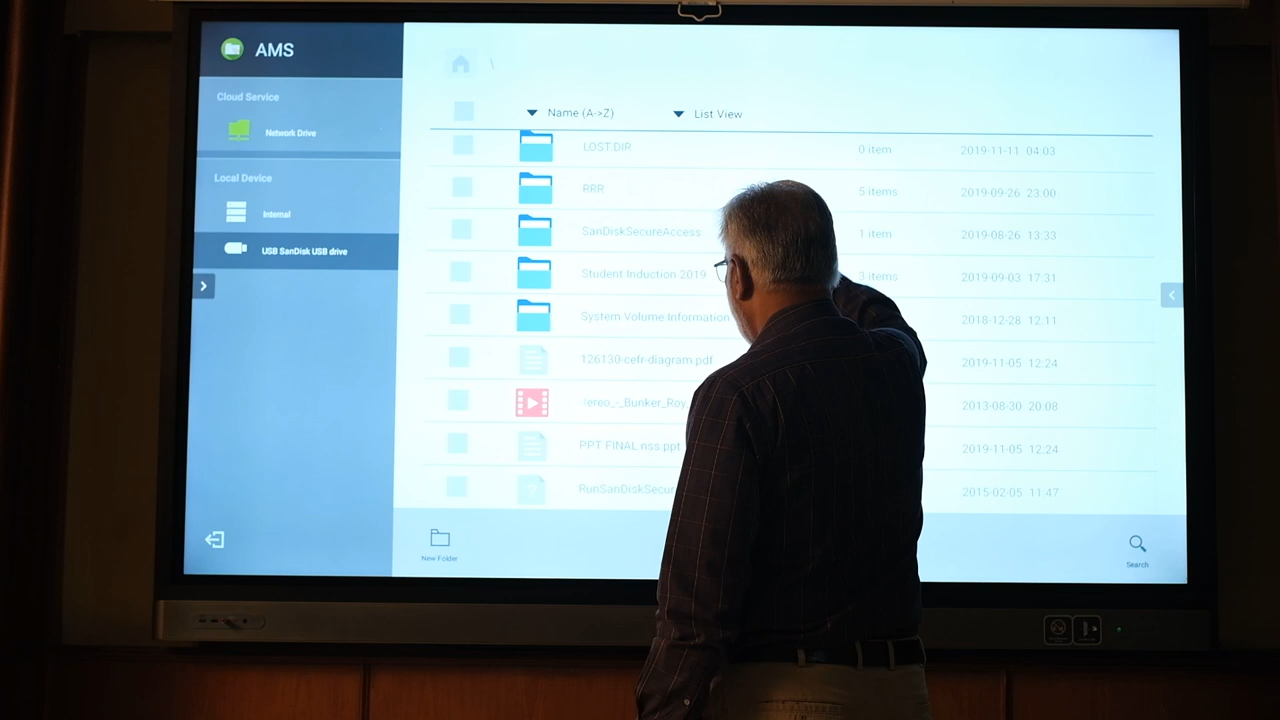 AMS
\
Cloud Service
Network Drive
Local Device
Internal
USB SanDisk USB drive
Name (A->Z) List View
LOST.DIR 0 item 2019-11-11 04:03
RRR 5 items 2019-09-26 23:00
SanDiskSecureAccess 1 item 2019-08-26 13:33
Student Induction 2019 3 items 2019-09-03 17:31
System Volume Information 2018-12-28 12:11
126130-cefr-diagram.pdf 2019-11-05 12:24
_-_Bunker_Roy 2013-08-30 20:08
PPT FINAL nss.ppt 2019-11-05 12:24
RunSanDiskSecur 2015-02-05 11:47
New Folder
Search